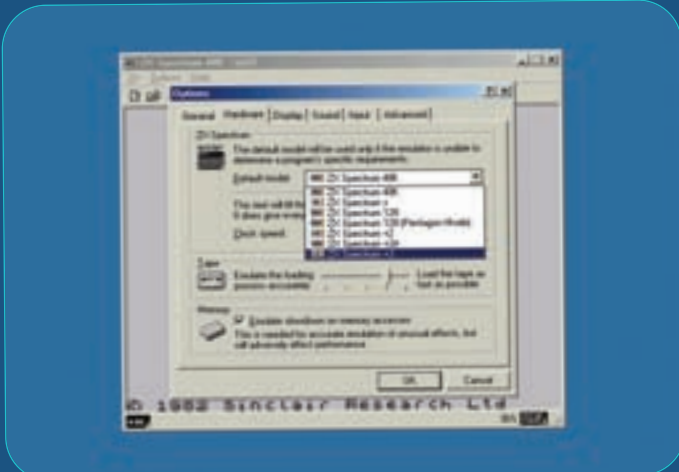 Options
General Hardware Display Sound Input Advanced
ZX Spectrum
The default model will be used only if the emulator is unable to
determine a program's specific requirements.
Default model: ZX Spectrum 48K
ZX Spectrum 48K
ZX Spectrum
ZX Spectrum 128
ZX Spectrum 128 (Pentagon Mode)
ZX Spectrum +2
ZX Spectrum
ZX Spectrum
Clock speed:
Tape
Emulate the loading
process accurately
Load the tape as
fast as possible
Memory
Emulate slowdown on memory accesses
This is needed for accurate emulation of unusual effects, but
will adversely affect performance
OK
Cancel
© 1982 Sinclair Research Ltd